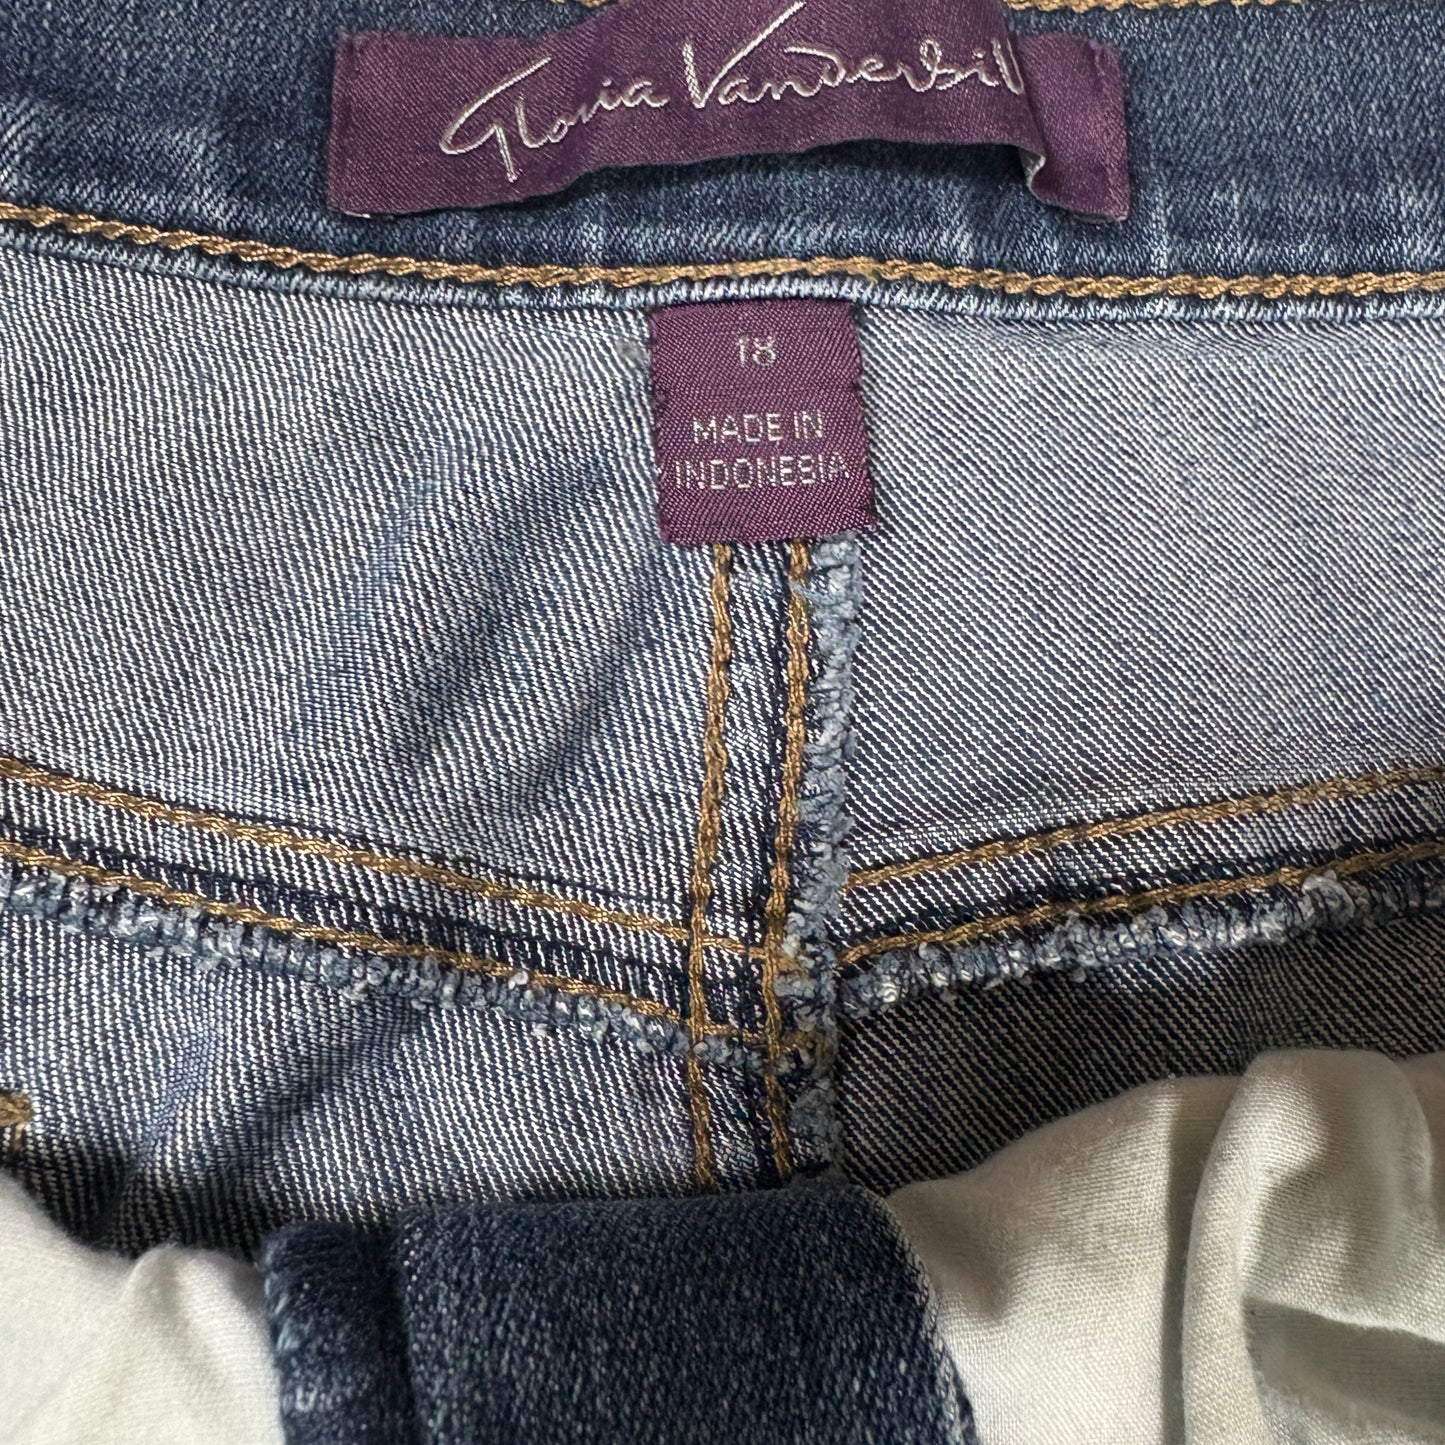 Gloria Vanderbilt
18
MADE IN
INDONESIA